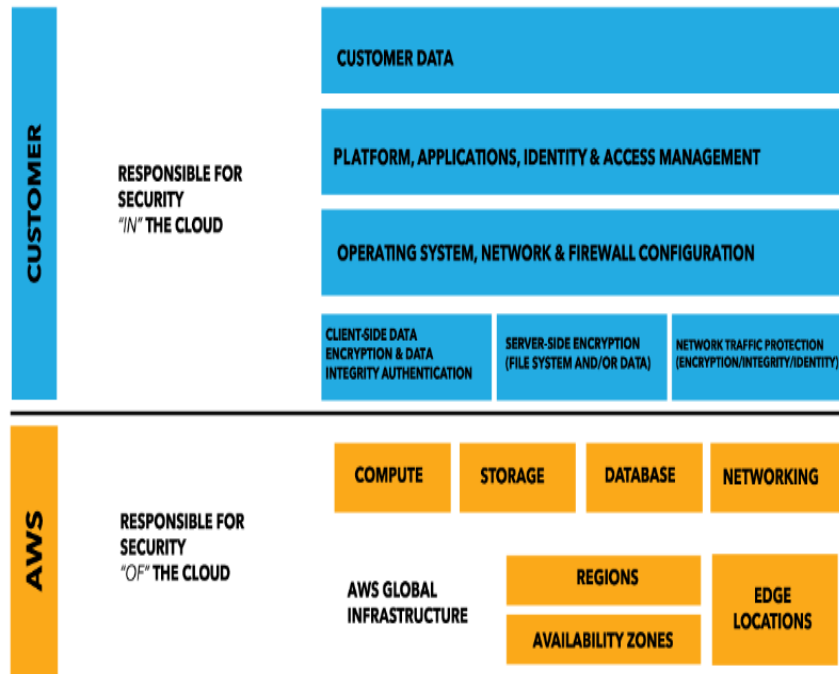 CUSTOMER
RESPONSIBLE FOR
SECURITY
"IN" THE CLOUD
CUSTOMER DATA
PLATFORM, APPLICATIONS, IDENTITY & ACCESS MANAGEMENT
OPERATING SYSTEM, NETWORK & FIREWALL CONFIGURATION
CLIENT-SIDE DATA
ENCRYPTION & DATA
INTEGRITY AUTHENTICATION
SERVER-SIDE ENCRYPTION
(FILE SYSTEM AND/OR DATA)
NETWORK TRAFFIC PROTECTION
(ENCRYPTION/INTEGRITY/IDENTITY)
AWS
RESPONSIBLE FOR
SECURITY
"OF" THE CLOUD
COMPUTE
STORAGE
DATABASE
NETWORKING
AWS GLOBAL
INFRASTRUCTURE
REGIONS
AVAILABILITY ZONES
EDGE
LOCATIONS